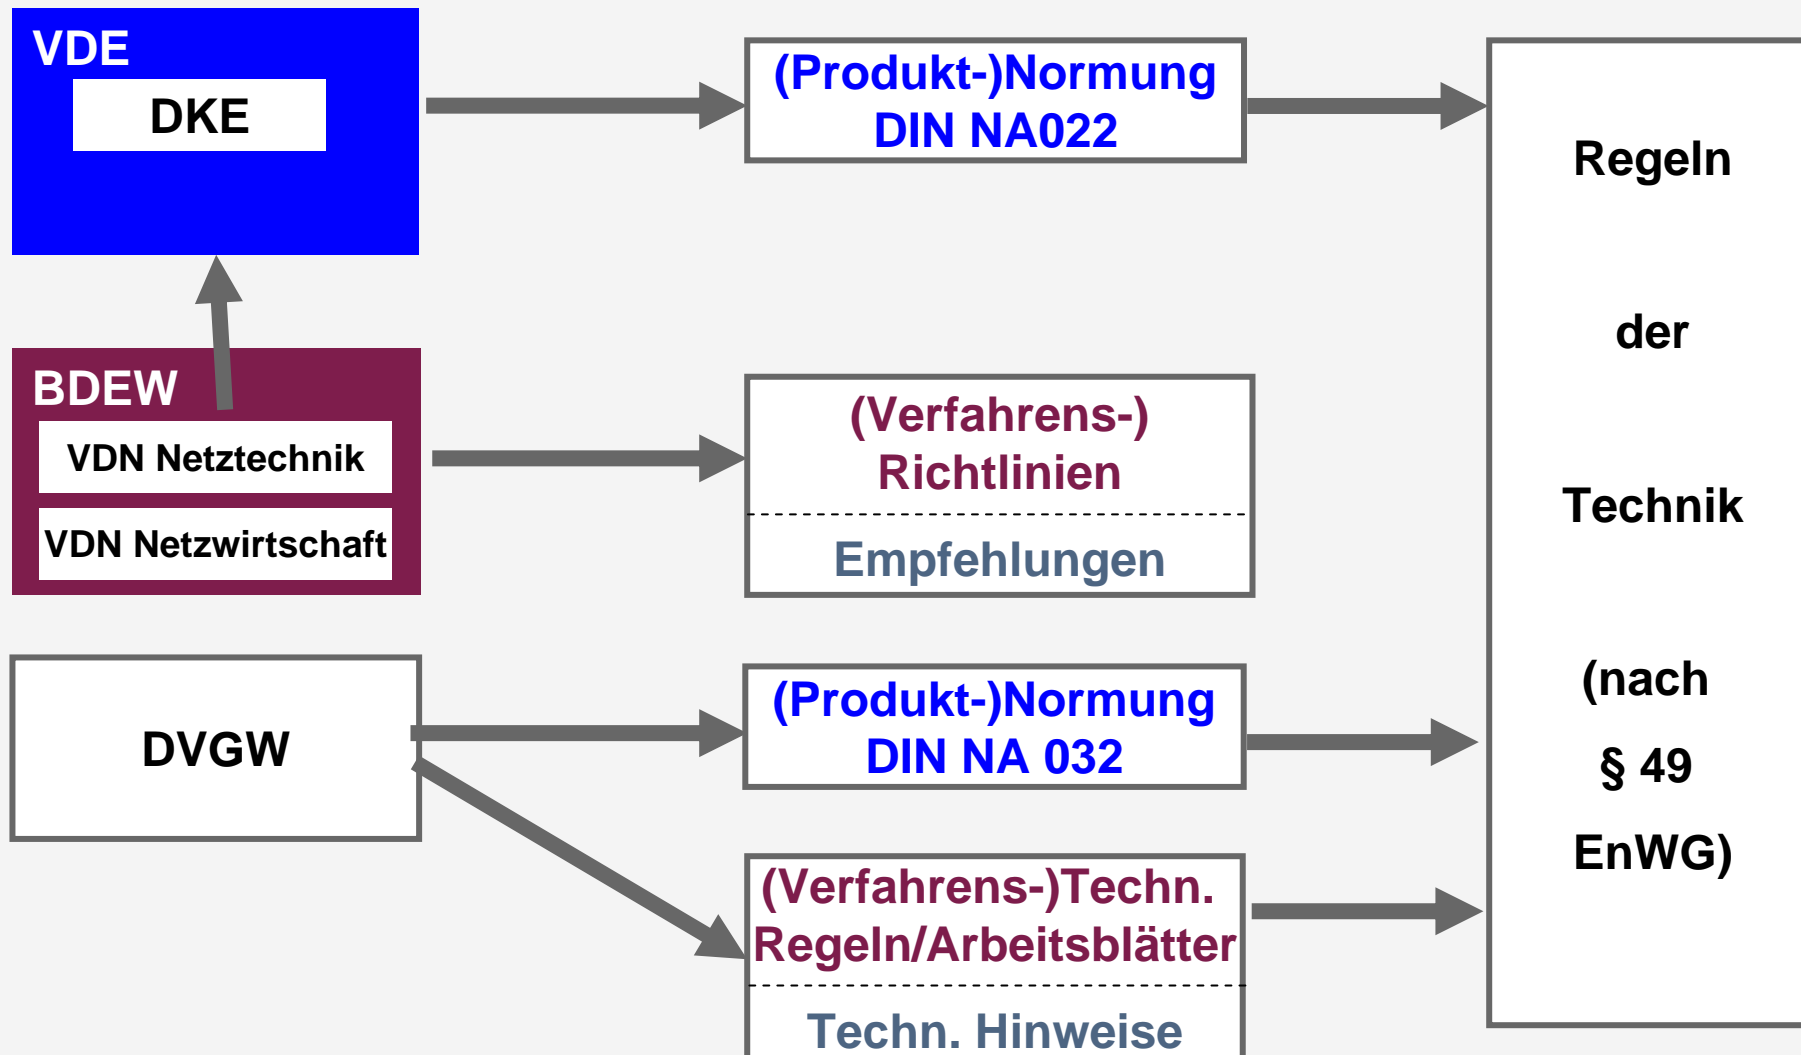 VDE
DKE
(Produkt-)Normung
DIN NA022
BDEW
VDN Netztechnik
VDN Netzwirtschaft
(Verfahrens-)
Richtlinien
Empfehlungen
DVGW
(Produkt-)Normung
DIN NA 032
(Verfahrens-)Techn.
Regeln/Arbeitsblätter
Techn. Hinweise
Regeln
der
Technik
(nach
§ 49
EnWG)